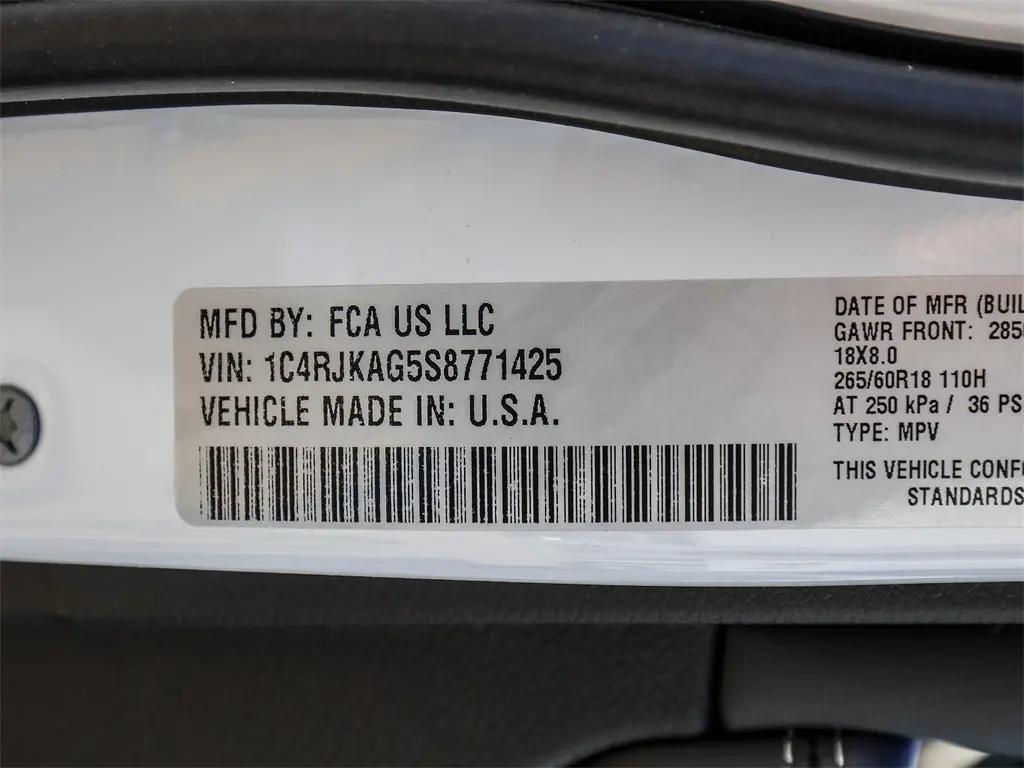 MFD BY: FCA US LLC
VIN: 1C4RJKAG5S8771425
VEHICLE MADE IN: U.S.A.
DATE OF MFR (BUIL
GAWR FRONT: 285
18X8.0
265/60R18 110H
AT 250 kPa / 36 PS
TYPE: MPV
THIS VEHICLE CONF
STANDARDS